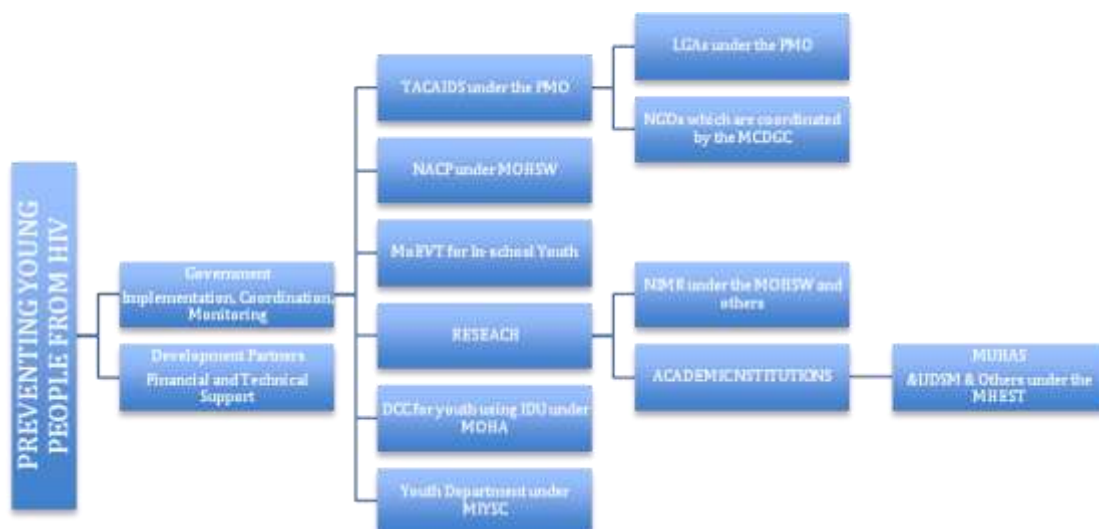 PREVENTING YOUNG
PEOPLE FROM HIV
Government
Implementation, Coordination,
Monitoring
Development Partners
Financial and Technical
Support
TACAIDS under the PMO
NACP under MOHSW
MoEVT for In-school Youth
RESEACH
DCC for youth using IDU under
MOHA
Youth Department under
MIYSC
LGAs under the PMO
NGOs which are coordinated
by the MCDGC
NIMR under the MOHSW and
others
ACADEMIC NSTITUTIONS
MUHAS
&UDSM & Others under the
MHEST